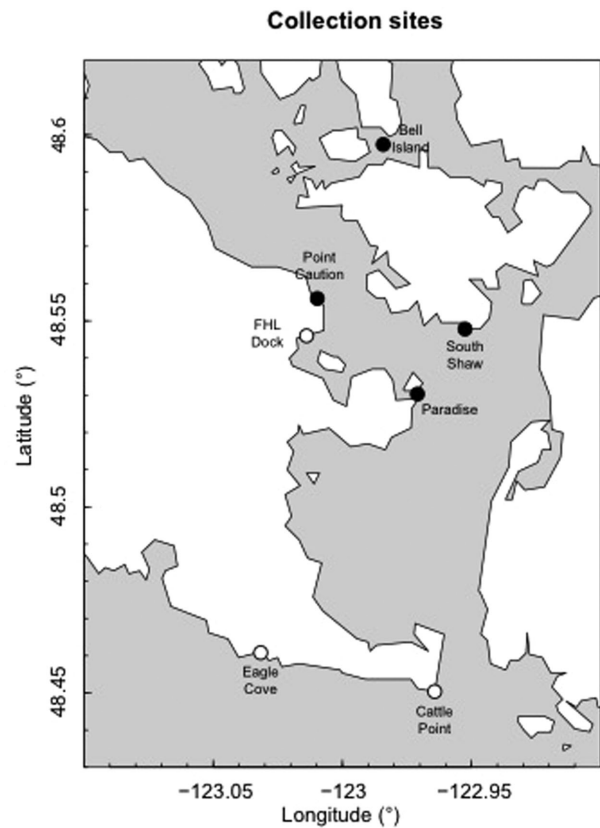 Collection sites
48.6
Bell
Island
Point
Caution
48.55
FHL
Dock
South
Shaw
Paradise
Latitude (°)
48.5
48.45
Eagle
Cove
Cattle
Point
−123.05
−123
−122.95
Longitude (°)